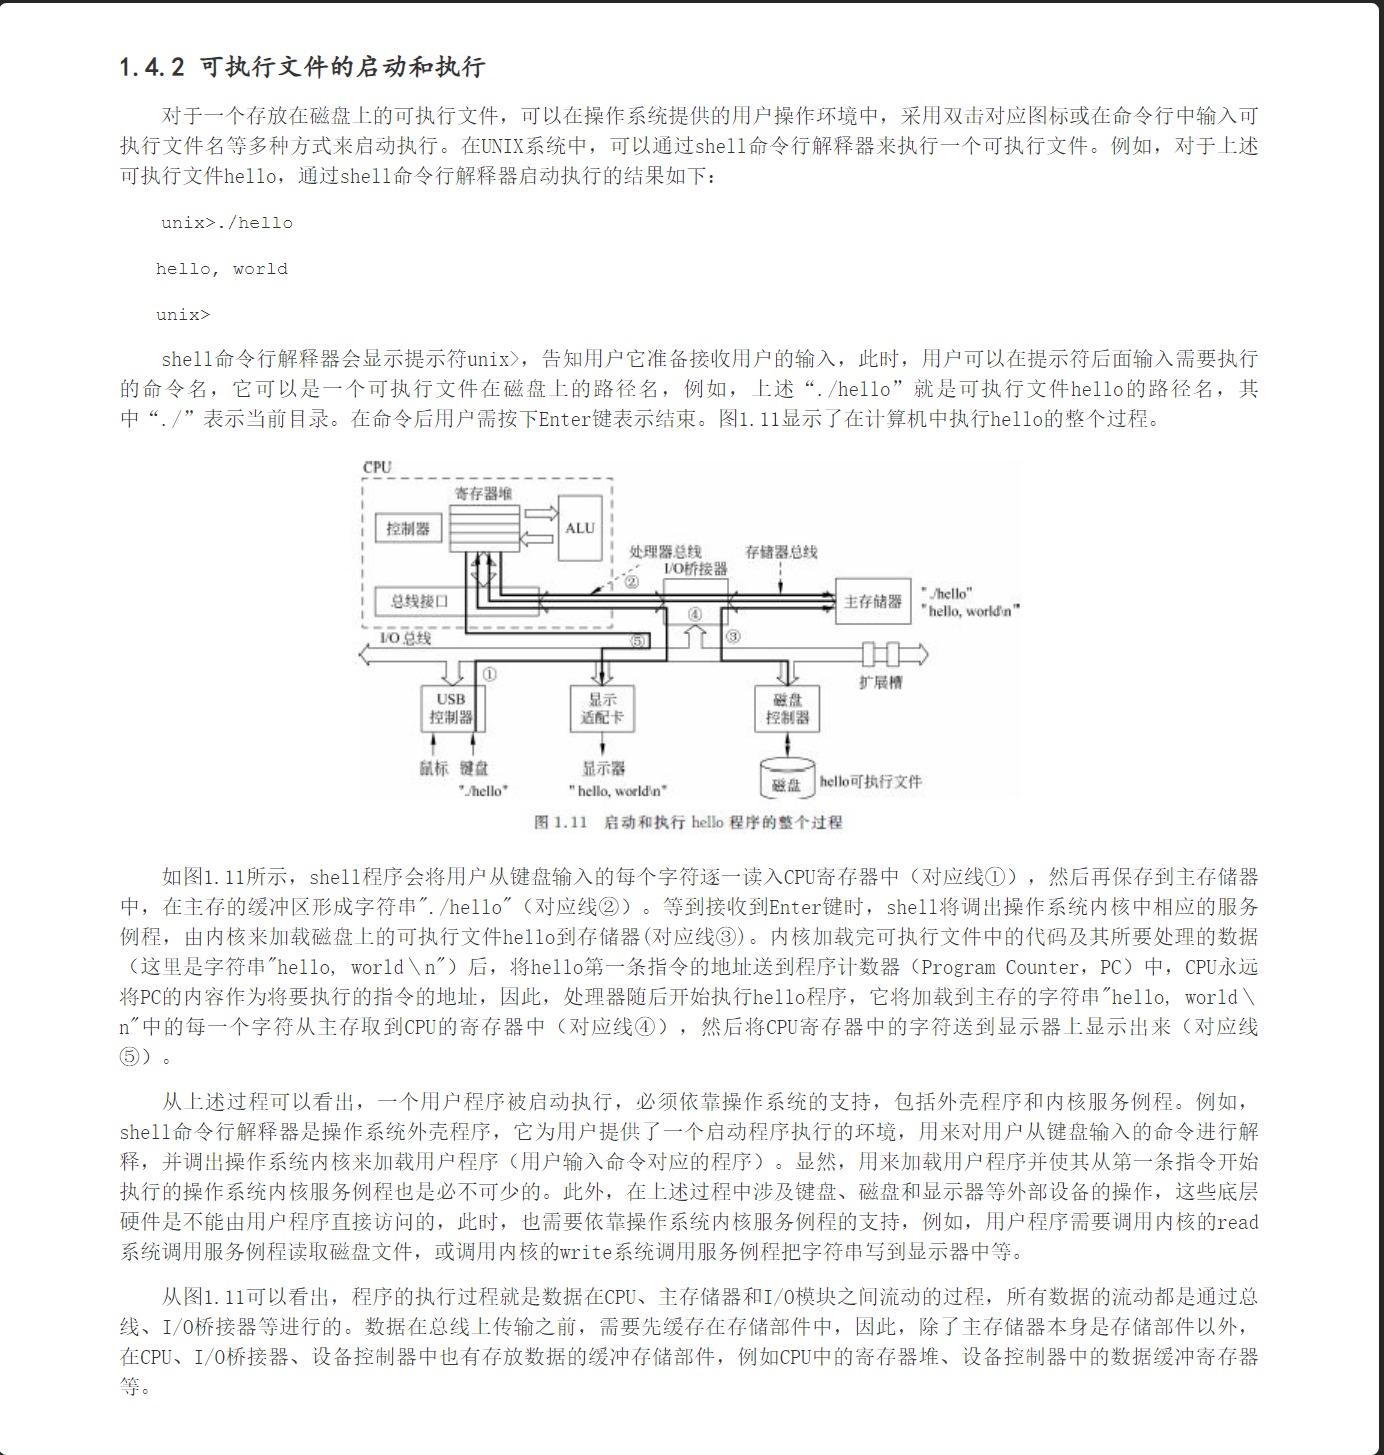 1.4.2 可执行文件的启动和执行
对于一个存放在磁盘上的可执行文件，可以在操作系统提供的用户操作环境中，采用双击对应图标或在命令行中输入可
执行文件名等多种方式来启动执行。在UNIX系统中，可以通过shell命令行解释器来执行一个可执行文件。例如，对于上述
可执行文件hello，通过shell命令行解释器启动执行的结果如下：
unix>./hello
hello, world
unix>
shell命令行解释器会显示提示符unix>，告知用户它准备接收用户的输入，此时，用户可以在提示符后面输入需要执行
的命令名，它可以是一个可执行文件在磁盘上的路径名，例如，上述“./hello”就是可执行文件hello的路径名，其
中“./”表示当前目录。在命令后用户需按下Enter键表示结束。图1.11显示了在计算机中执行hello的整个过程。
CPU
寄存器堆
控制器
ALU
处理器总线
存储器总线
I/O桥接器
②
总线接口
主存储器
"./hello"
"hello, world\n"
④
I/O 总线
⑤
③
扩展槽
①
USB
控制器
显示
适配卡
磁盘
控制器
鼠标
键盘
显示器
"./hello"
"hello, world\n"
磁盘
hello可执行文件
图 1.11 启动和执行 hello 程序的整个过程
如图1.11所示，shell程序会将用户从键盘输入的每个字符逐一读入CPU寄存器中（对应线①），然后再保存到主存储器
中，在主存的缓冲区形成字符串"./hello"（对应线②）。等到接收到Enter键时，shell将调出操作系统内核中相应的服务
例程，由内核来加载磁盘上的可执行文件hello到存储器(对应线③)。内核加载完可执行文件中的代码及其所要处理的数据
（这里是字符串"hello, world＼n"）后，将hello第一条指令的地址送到程序计数器（Program Counter，PC）中，CPU永远
将PC的内容作为将要执行的指令的地址，因此，处理器随后开始执行hello程序，它将加载到主存的字符串"hello, world＼
n"中的每一个字符从主存取到CPU的寄存器中（对应线④），然后将CPU寄存器中的字符送到显示器上显示出来（对应线
⑤）。
从上述过程可以看出，一个用户程序被启动执行，必须依靠操作系统的支持，包括外壳程序和内核服务例程。例如，
shell命令行解释器是操作系统外壳程序，它为用户提供了一个启动程序执行的环境，用来对用户从键盘输入的命令进行解
释，并调出操作系统内核来加载用户程序（用户输入命令对应的程序）。显然，用来加载用户程序并使其从第一条指令开始
执行的操作系统内核服务例程也是必不可少的。此外，在上述过程中涉及键盘、磁盘和显示器等外部设备的操作，这些底层
硬件是不能由用户程序直接访问的，此时，也需要依靠操作系统内核服务例程的支持，例如，用户程序需要调用内核的read
系统调用服务例程读取磁盘文件，或调用内核的write系统调用服务例程把字符串写到显示器中等。
从图1.11可以看出，程序的执行过程就是数据在CPU、主存储器和I/O模块之间流动的过程，所有数据的流动都是通过总
线、I/O桥接器等进行的。数据在总线上传输之前，需要先缓存在存储部件中，因此，除了主存储器本身是存储部件以外，
在CPU、I/O桥接器、设备控制器中也有存放数据的缓冲存储部件，例如CPU中的寄存器堆、设备控制器中的数据缓冲寄存器
等。